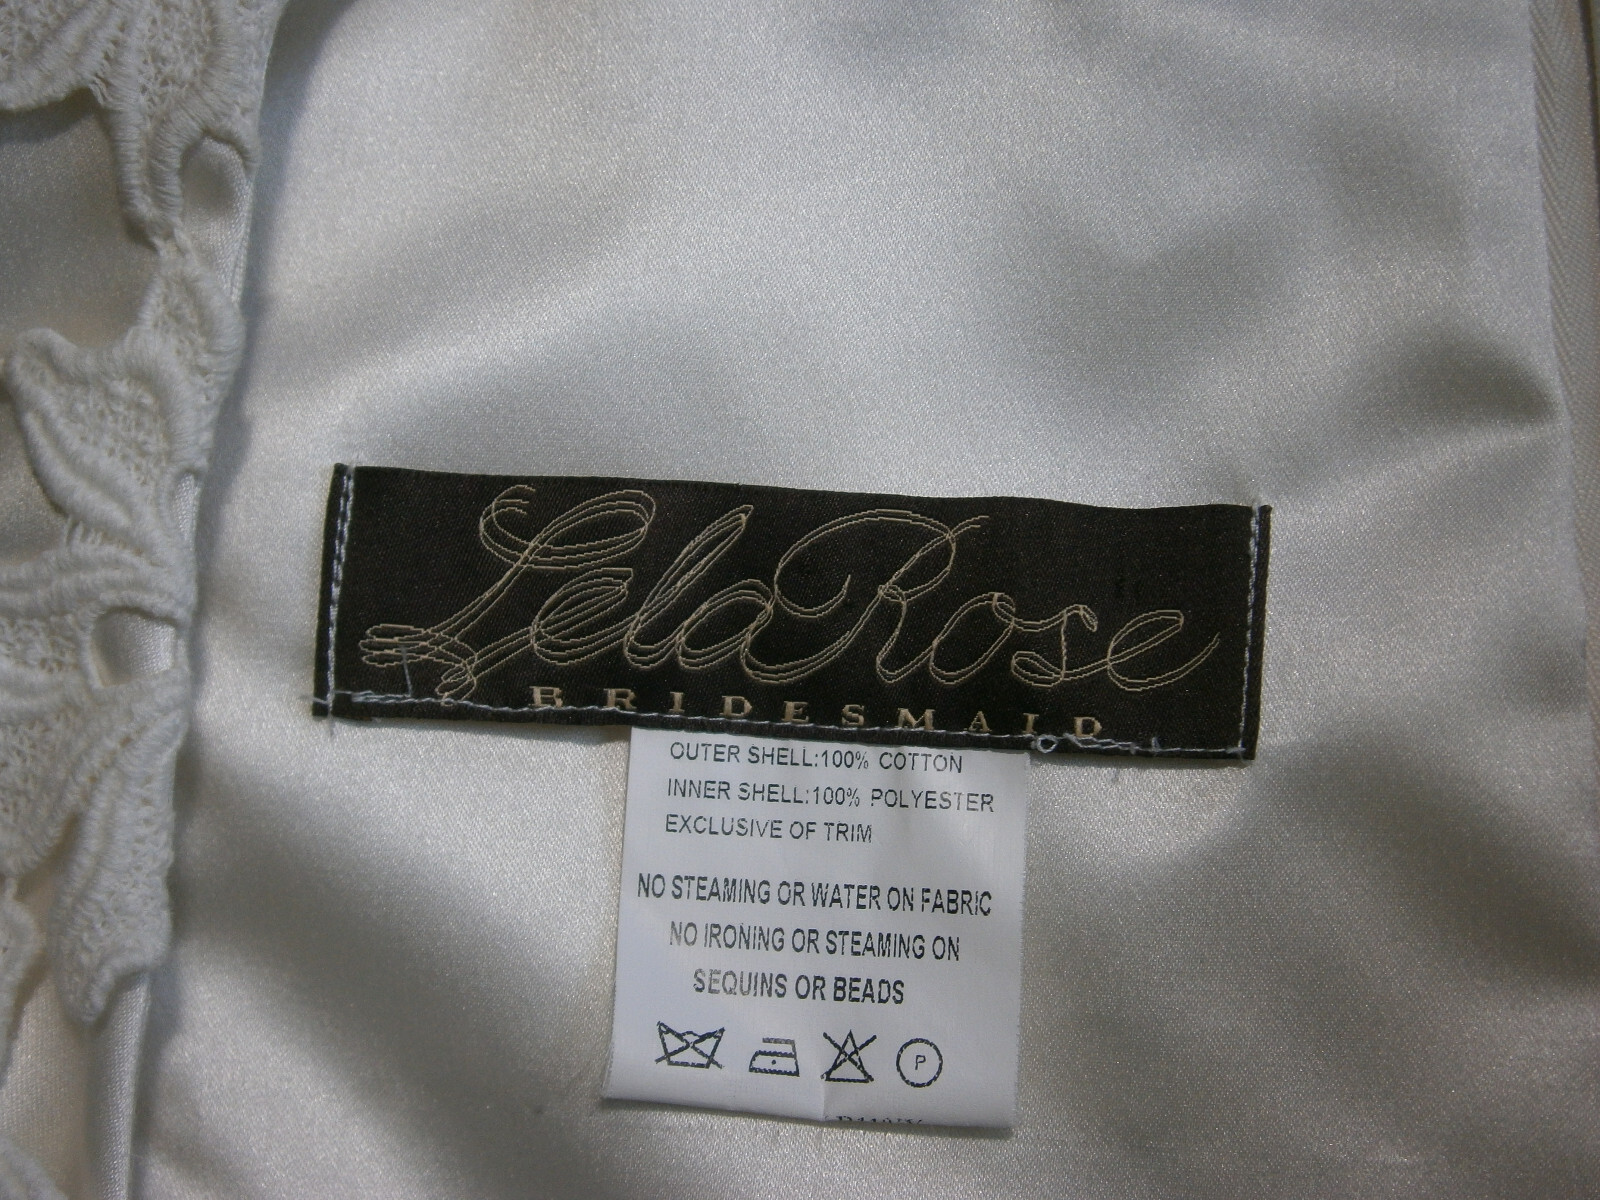 Lela Rose
BRIDESMAID
OUTER SHELL:100% COTTON
INNER SHELL:100% POLYESTER
EXCLUSIVE OF TRIM
NO STEAMING OR WATER ON FABRIC
NO IRONING OR STEAMING ON
SEQUINS OR BEADS
P